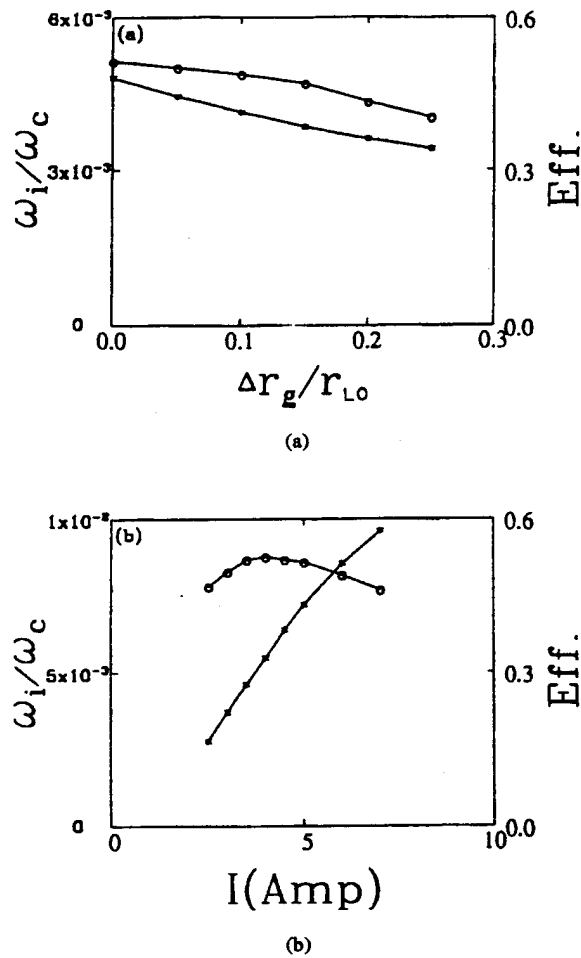 (a)
6x10⁻³
0.6
ω_i/ω_c
3x10⁻³
0.3
Eff.
0
0.0
0.0 0.1 0.2 0.3
Δr_g/r_LO
(a)
(b)
1x10⁻²
0.6
ω_i/ω_c
5x10⁻³
0.3
Eff.
0
0.0
0 5 10
I(Amp)
(b)